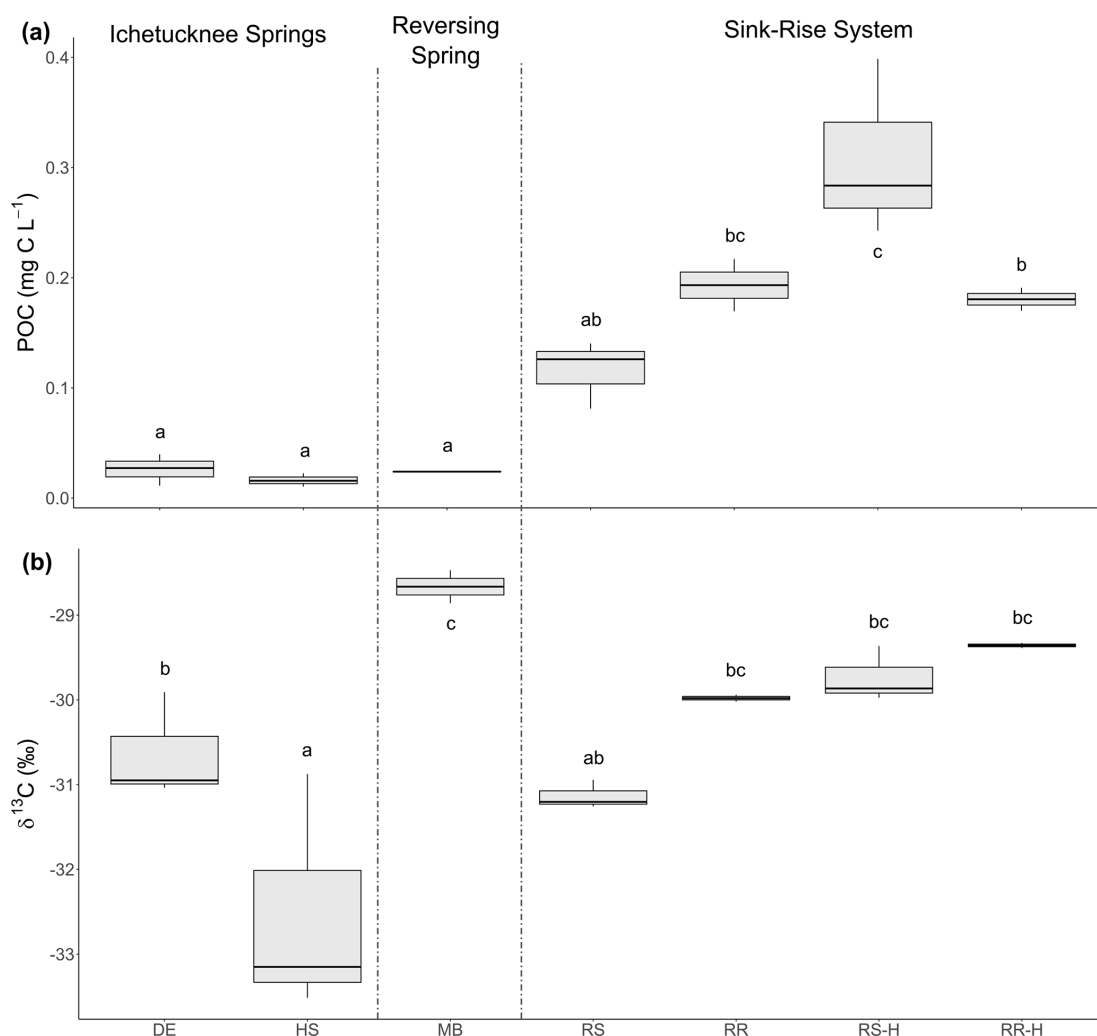 (a)
Ichetucknee Springs
Reversing
Spring
Sink-Rise System
POC (mg C L⁻¹)
0.4
0.3
0.2
0.1
0.0
a
a
a
ab
bc
c
b
(b)
δ¹³C (‰)
-29
-30
-31
-32
-33
b
a
c
ab
bc
bc
bc
DE
HS
MB
RS
RR
RS-H
RR-H